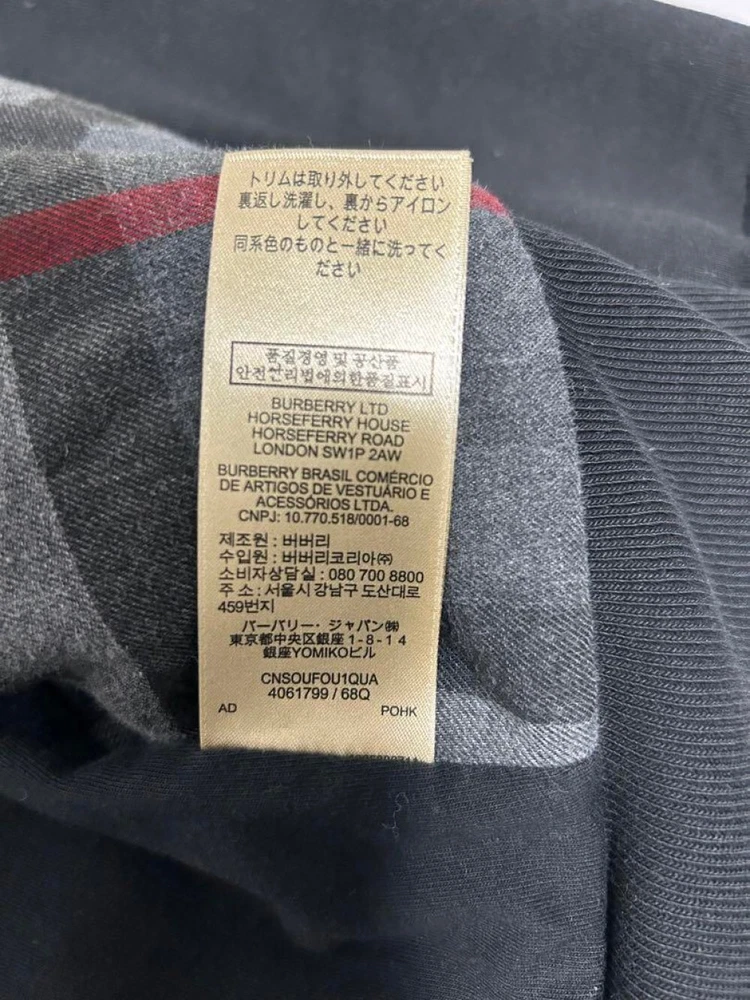 トリムは取り外してください
裏返し洗濯し、裏からアイロン
してください
同系色のものと一緒に洗ってく
ださい
품질경영 및 공산품
안전관리법에의한품질표시
BURBERRY LTD
HORSEFERRY HOUSE
HORSEFERRY ROAD
LONDON SW1P 2AW
BURBERRY BRASIL COMÉRCIO
DE ARTIGOS DE VESTUÁRIO E
ACESSÓRIOS LTDA.
CNPJ: 10.770.518/0001-68
제조원 : 버버리
수입원 : 버버리코리아㈜
소비자상담실 : 080 700 8800
주 소 : 서울시 강남구 도산대로
459번지
バーバリー・ジャパン㈱
東京都中央区銀座1-8-14
銀座YOMIKOビル
CNSOUFOU1QUA
4061799 / 68Q
AD POHK